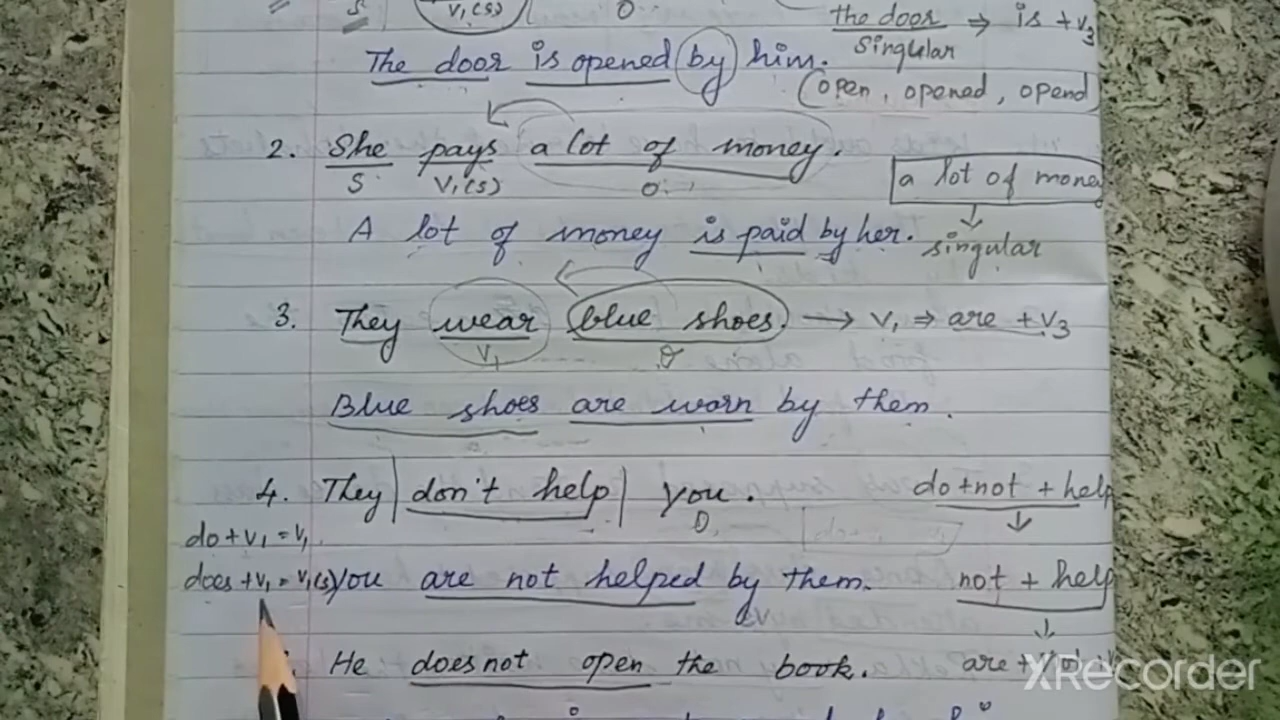 S V₁(s) O
the door ⇒ is + v₃
singular
The door is opened by him.
(open, opened, opend)
2. She pays a lot of money.
S V₁(s) O
a lot of money
A lot of money is paid by her.
singular
3. They wear blue shoes. → V₁ ⇒ are + v₃
V₁ O
Blue shoes are worn by them.
4. They don't help you. do+not + help
O
do + v₁ = v₁
does + v₁ = v₁(s) you are not helped by them. not + help
He does not open the book. are +
XRecorder